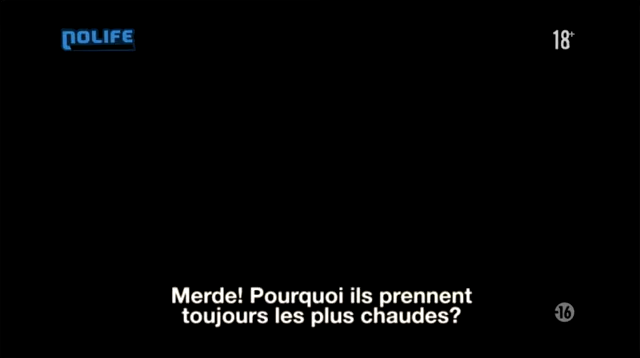 NOLIFE
18+
Merde! Pourquoi ils prennent
toujours les plus chaudes?
-16